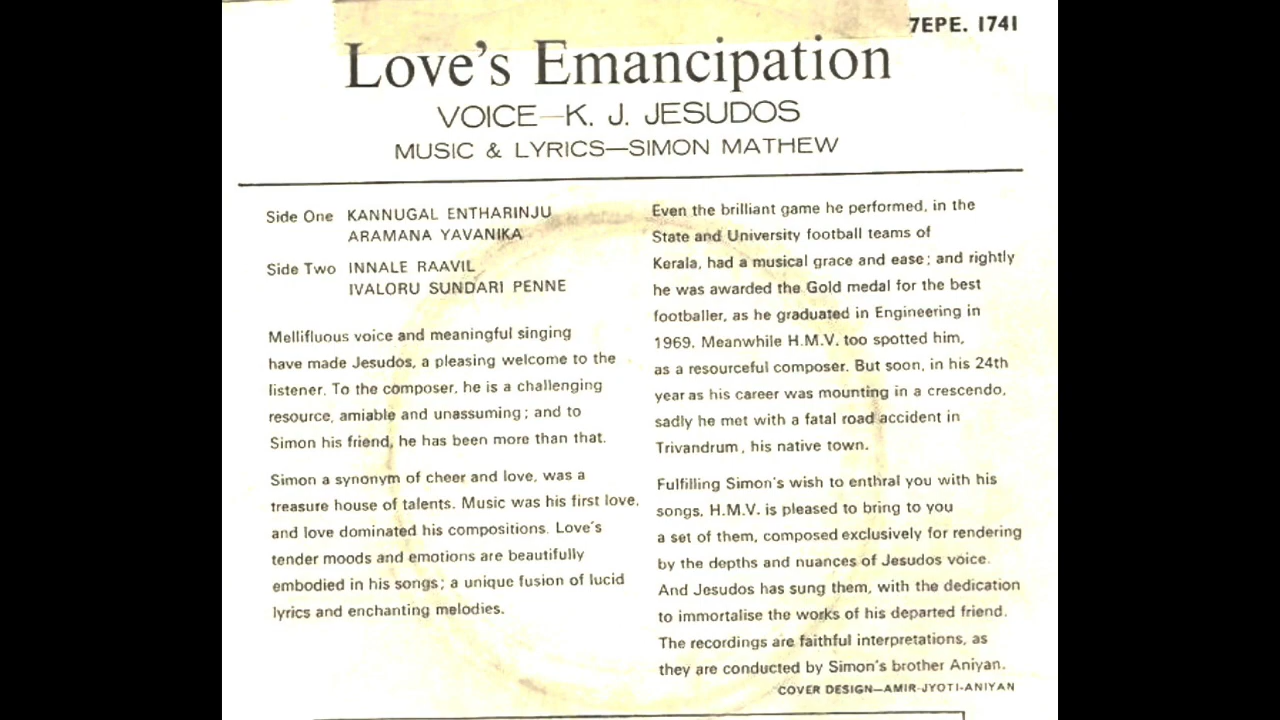 7EPE. 1741
Love's Emancipation
VOICE—K. J. JESUDOS
MUSIC & LYRICS—SIMON MATHEW
Side One KANNUGAL ENTHARINJU
ARAMANA YAVANIKA
Side Two INNALE RAAVIL
IVALORU SUNDARI PENNE
Mellifluous voice and meaningful singing
have made Jesudos, a pleasing welcome to the
listener. To the composer, he is a challenging
resource, amiable and unassuming; and to
Simon his friend, he has been more than that.
Simon a synonym of cheer and love, was a
treasure house of talents. Music was his first love,
and love dominated his compositions. Love's
tender moods and emotions are beautifully
embodied in his songs; a unique fusion of lucid
lyrics and enchanting melodies.
Even the brilliant game he performed, in the
State and University football teams of
Kerala, had a musical grace and ease; and rightly
he was awarded the Gold medal for the best
footballer, as he graduated in Engineering in
1969. Meanwhile H.M.V. too spotted him,
as a resourceful composer. But soon, in his 24th
year as his career was mounting in a crescendo,
sadly he met with a fatal road accident in
Trivandrum, his native town.
Fulfilling Simon's wish to enthral you with his
songs, H.M.V. is pleased to bring to you
a set of them, composed exclusively for rendering
by the depths and nuances of Jesudos voice.
And Jesudos has sung them, with the dedication
to immortalise the works of his departed friend.
The recordings are faithful interpretations, as
they are conducted by Simon's brother Aniyan.
COVER DESIGN—AMIR-JYOTI-ANIYAN